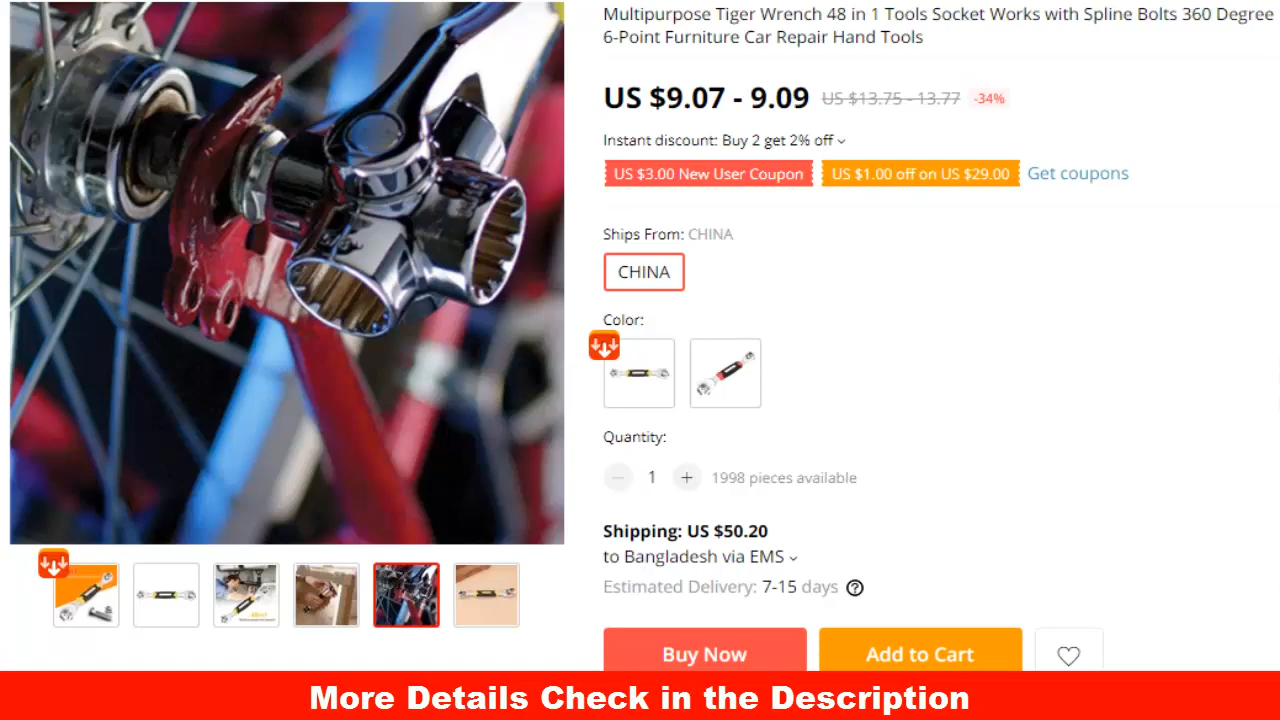 Multipurpose Tiger Wrench 48 in 1 Tools Socket Works with Spline Bolts 360 Degree
6-Point Furniture Car Repair Hand Tools
US $9.07 - 9.09 US $13.75 - 13.77 -34%
Instant discount: Buy 2 get 2% off
US $3.00 New User Coupon US $1.00 off on US $29.00 Get coupons
Ships From: CHINA
CHINA
Color:
Quantity:
1 1998 pieces available
Shipping: US $50.20
to Bangladesh via EMS
Estimated Delivery: 7-15 days ?
Buy Now Add to Cart
More Details Check in the Description